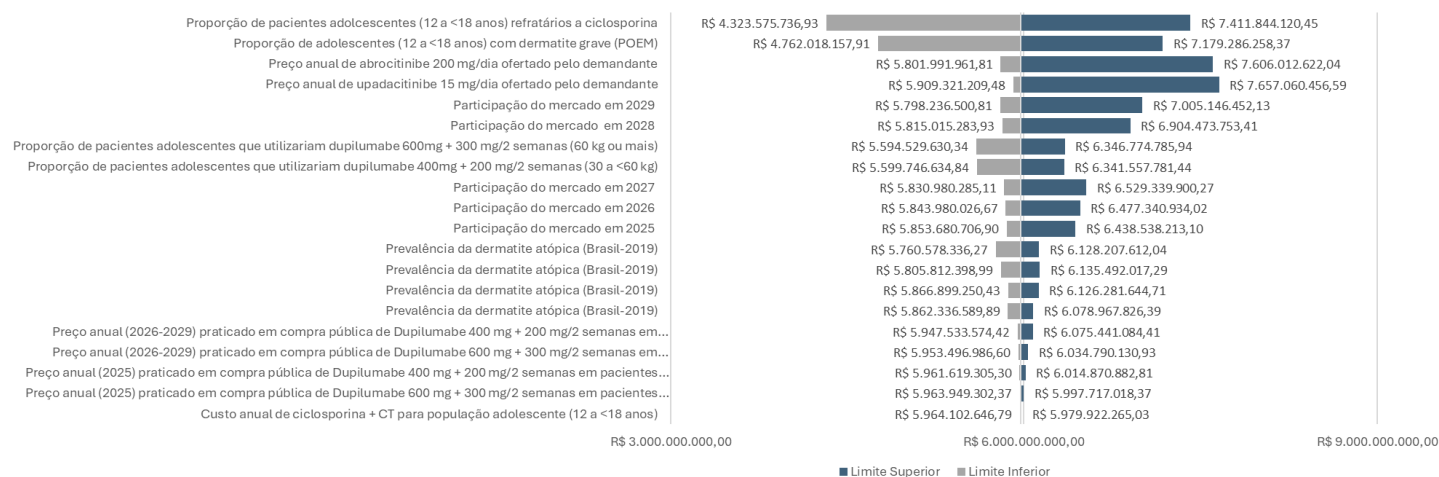 Proporção de pacientes adolcescentes (12 a <18 anos) refratários a ciclosporina R$ 4.323.575.736,93 R$ 7.411.844.120,45
Proporção de adolescentes (12 a <18 anos) com dermatite grave (POEM) R$ 4.762.018.157,91 R$ 7.179.286.258,37
Preço anual de abrocitinibe 200 mg/dia ofertado pelo demandante R$ 5.801.991.961,81 R$ 7.606.012.622,04
Preço anual de upadacitinibe 15 mg/dia ofertado pelo demandante R$ 5.909.321.209,48 R$ 7.657.060.456,59
Participação do mercado em 2029 R$ 5.798.236.500,81 R$ 7.005.146.452,13
Participação do mercado em 2028 R$ 5.815.015.283,93 R$ 6.904.473.753,41
Proporção de pacientes adolescentes que utilizariam dupilumabe 600mg + 300 mg/2 semanas (60 kg ou mais) R$ 5.594.529.630,34 R$ 6.346.774.785,94
Proporção de pacientes adolescentes que utilizariam dupilumabe 400mg + 200 mg/2 semanas (30 a <60 kg) R$ 5.599.746.634,84 R$ 6.341.557.781,44
Participação do mercado em 2027 R$ 5.830.980.285,11 R$ 6.529.339.900,27
Participação do mercado em 2026 R$ 5.843.980.026,67 R$ 6.477.340.934,02
Participação do mercado em 2025 R$ 5.853.680.706,90 R$ 6.438.538.213,10
Prevalência da dermatite atópica (Brasil-2019) R$ 5.760.578.336,27 R$ 6.128.207.612,04
Prevalência da dermatite atópica (Brasil-2019) R$ 5.805.812.398,99 R$ 6.135.492.017,29
Prevalência da dermatite atópica (Brasil-2019) R$ 5.866.899.250,43 R$ 6.126.281.644,71
Prevalência da dermatite atópica (Brasil-2019) R$ 5.862.336.589,89 R$ 6.078.967.826,39
Preço anual (2026-2029) praticado em compra pública de Dupilumabe 400 mg + 200 mg/2 semanas em... R$ 5.947.533.574,42 R$ 6.075.441.084,41
Preço anual (2026-2029) praticado em compra pública de Dupilumabe 600 mg + 300 mg/2 semanas em... R$ 5.953.496.986,60 R$ 6.034.790.130,93
Preço anual (2025) praticado em compra pública de Dupilumabe 400 mg + 200 mg/2 semanas em pacientes... R$ 5.961.619.305,30 R$ 6.014.870.882,81
Preço anual (2025) praticado em compra pública de Dupilumabe 600 mg + 300 mg/2 semanas em pacientes... R$ 5.963.949.302,37 R$ 5.997.717.018,37
Custo anual de ciclosporina + CT para população adolescente (12 a <18 anos) R$ 5.964.102.646,79 R$ 5.979.922.265,03
R$ 3.000.000.000,00 R$ 6.000.000.000,00 R$ 9.000.000.000,00
Limite Superior Limite Inferior